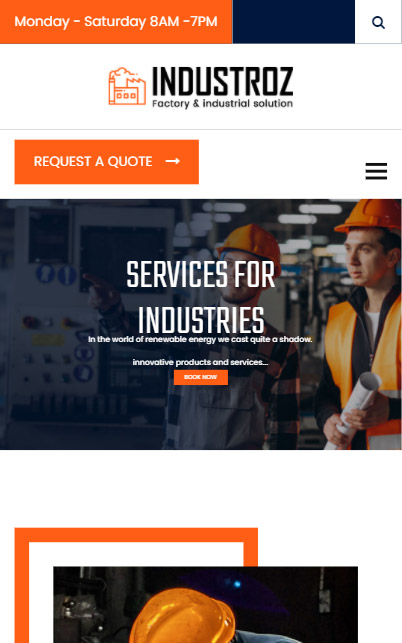 Monday - Saturday 8AM -7PM
INDUSTROZ
Factory & industrial solution
REQUEST A QUOTE
SERVICES FOR
INDUSTRIES
In the world of renewable energy we cast quite a shadow.
innovative products and services...
BOOK NOW